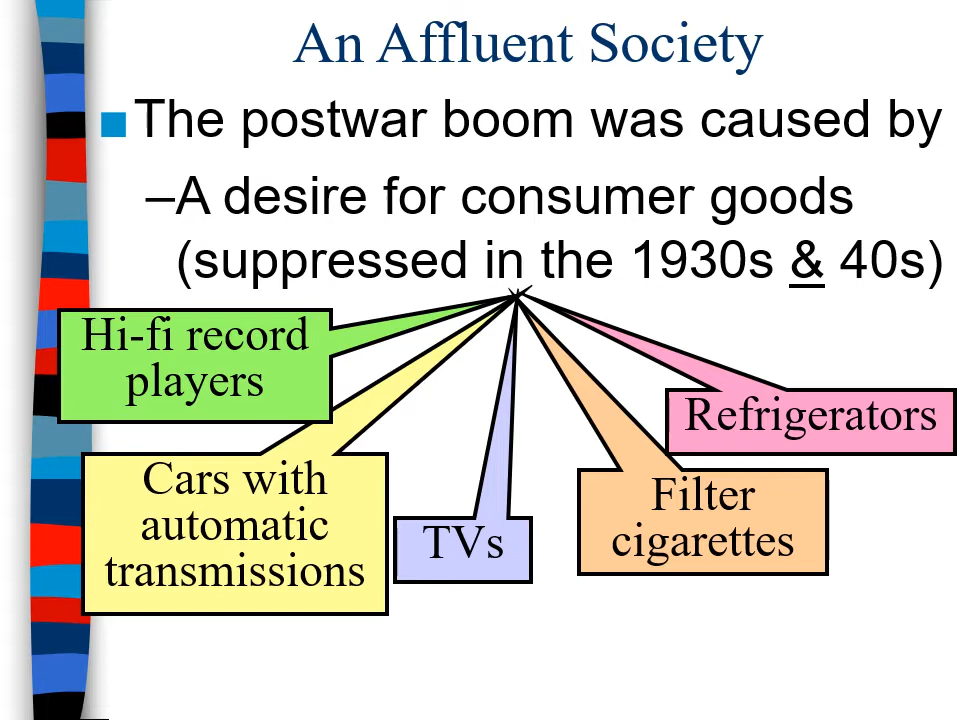 An Affluent Society
■The postwar boom was caused by
–A desire for consumer goods
(suppressed in the 1930s & 40s)
Hi-fi record
players
Cars with
automatic
transmissions
TVs
Filter
cigarettes
Refrigerators